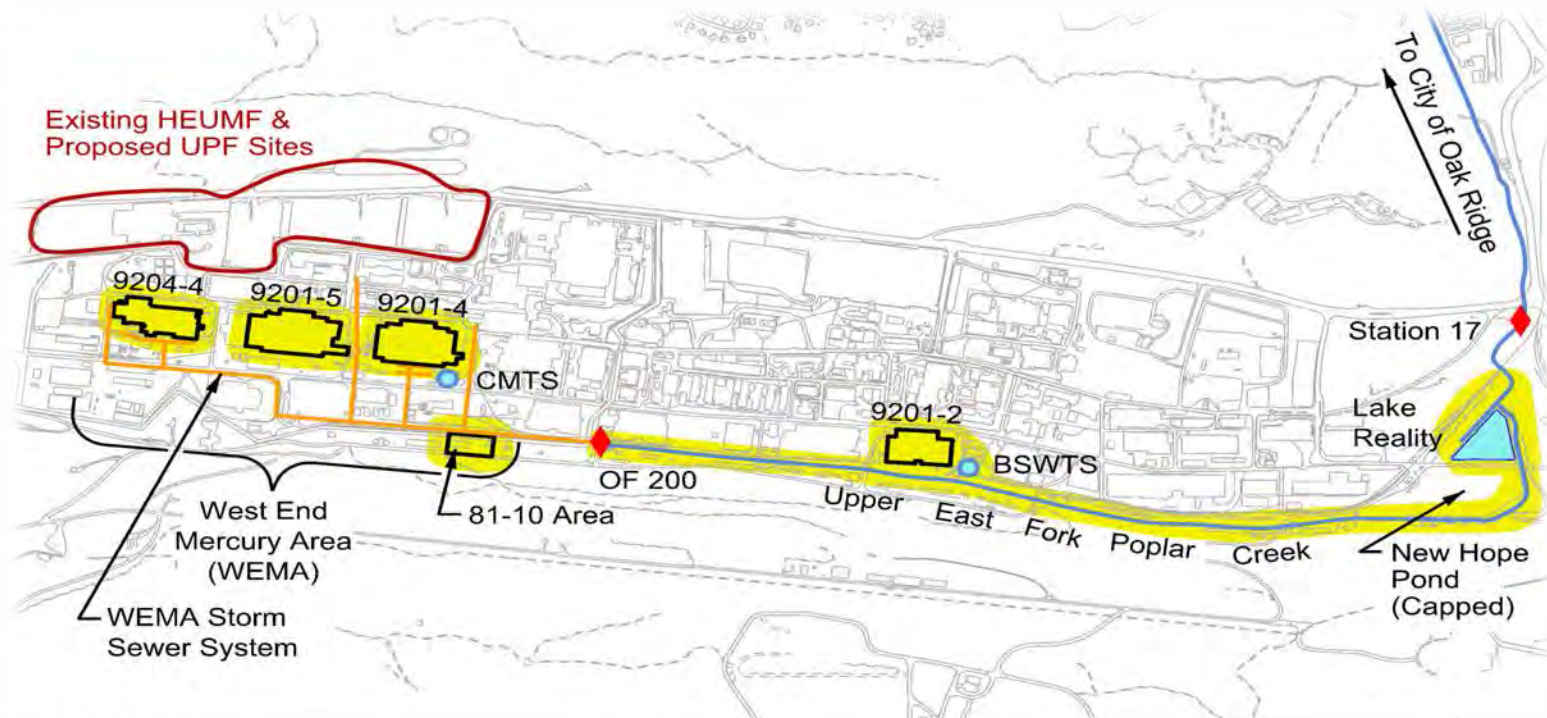 To City of Oak Ridge
Existing HEUMF &
Proposed UPF Sites
9204-4
9201-5
9201-4
CMTS
Station 17
Lake
Reality
9201-2
BSWTS
OF 200
Upper East Fork Poplar Creek
81-10 Area
West End
Mercury Area
(WEMA)
New Hope
Pond
(Capped)
WEMA Storm
Sewer System